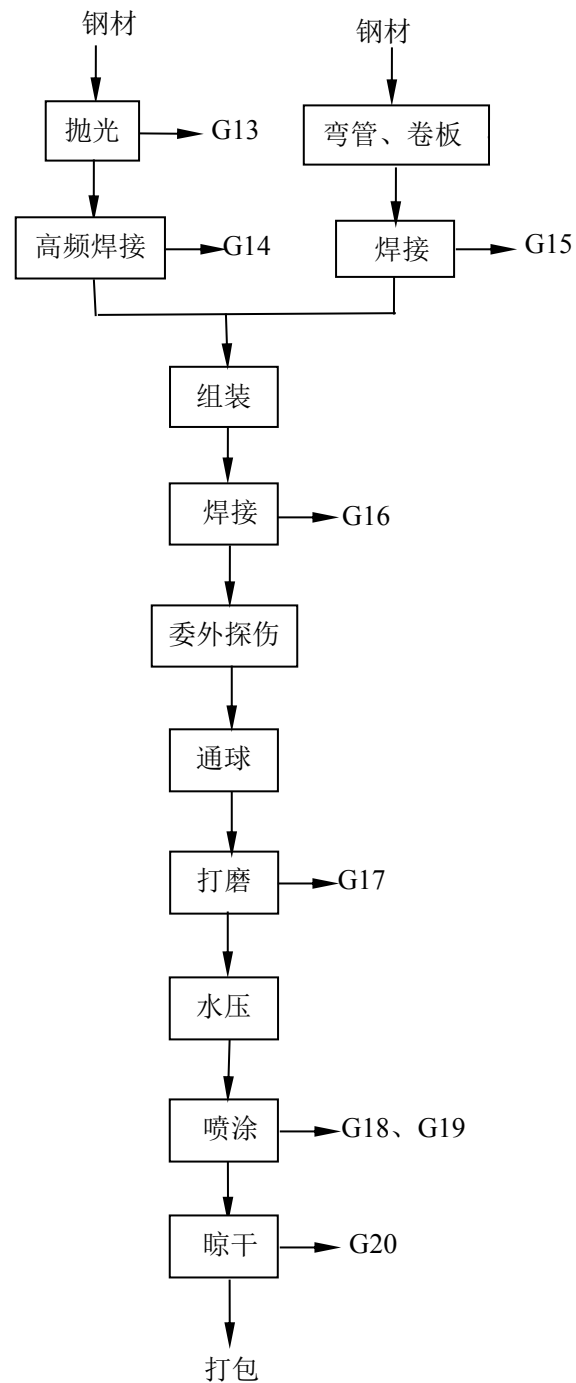 钢材
钢材
抛光
G13
弯管、卷板
高频焊接
G14
焊接
G15
组装
焊接
G16
委外探伤
通球
打磨
G17
水压
喷涂
G18、G19
晾干
G20
打包